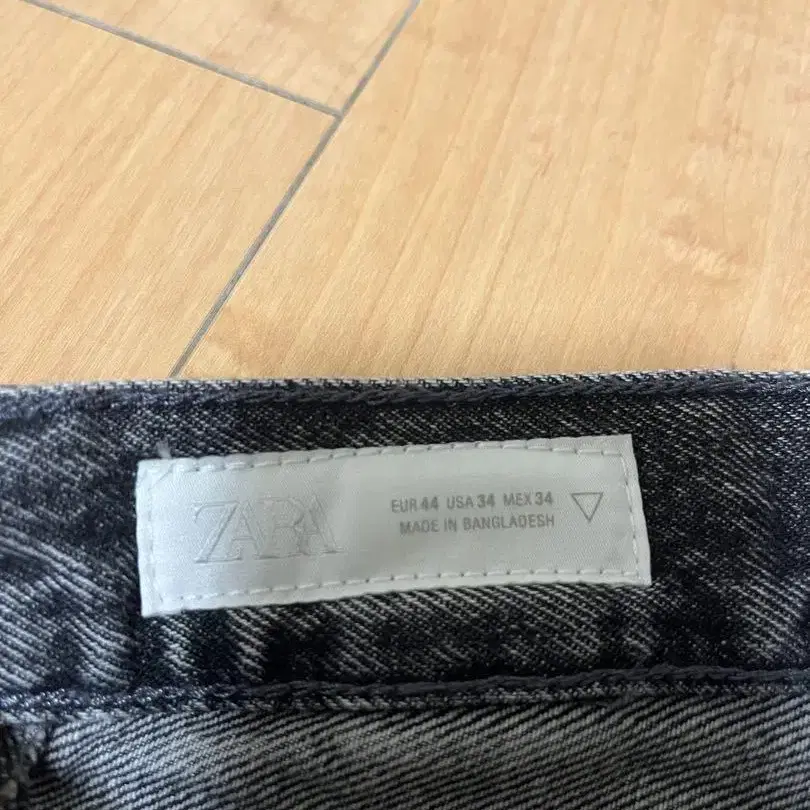 ZARA
EUR 44 USA 34 MEX 34
MADE IN BANGLADESH